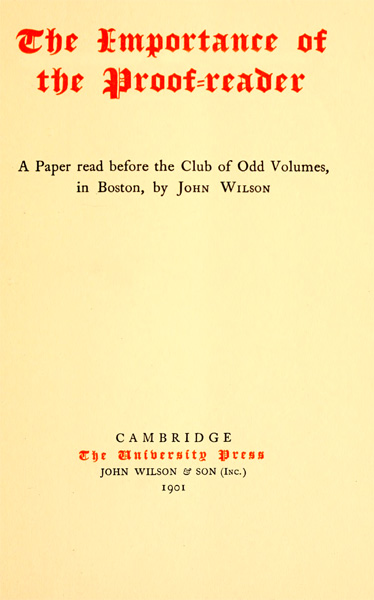 The Importance of
the Proof-reader
A Paper read before the Club of Odd Volumes,
in Boston, by JOHN WILSON
CAMBRIDGE
The University Press
JOHN WILSON & SON (INC.)
1901